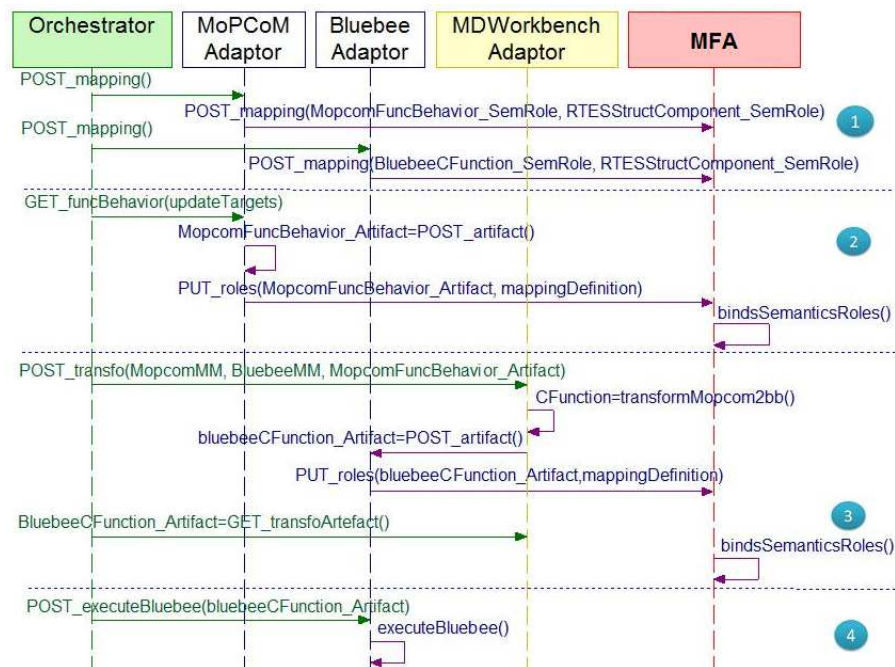 Orchestrator
MoPCoM
Adaptor
Bluebee
Adaptor
MDWorkbench
Adaptor
MFA
POST_mapping()
POST_mapping(MopcomFuncBehavior_SemRole, RTESStructComponent_SemRole)
1
POST_mapping()
POST_mapping(BluebeeCFunction_SemRole, RTESStructComponent_SemRole)
GET_funcBehavior(updateTargets)
MopcomFuncBehavior_Artifact=POST_artifact()
2
PUT_roles(MopcomFuncBehavior_Artifact, mappingDefinition)
bindsSemanticsRoles()
POST_transfo(MopcomMM, BluebeeMM, MopcomFuncBehavior_Artifact)
CFunction=transformMopcom2bb()
bluebeeCFunction_Artifact=POST_artifact()
PUT_roles(bluebeeCFunction_Artifact,mappingDefinition)
3
BluebeeCFunction_Artifact=GET_transfoArtefact()
bindsSemanticsRoles()
POST_executeBluebee(bluebeeCFunction_Artifact)
executeBluebee()
4